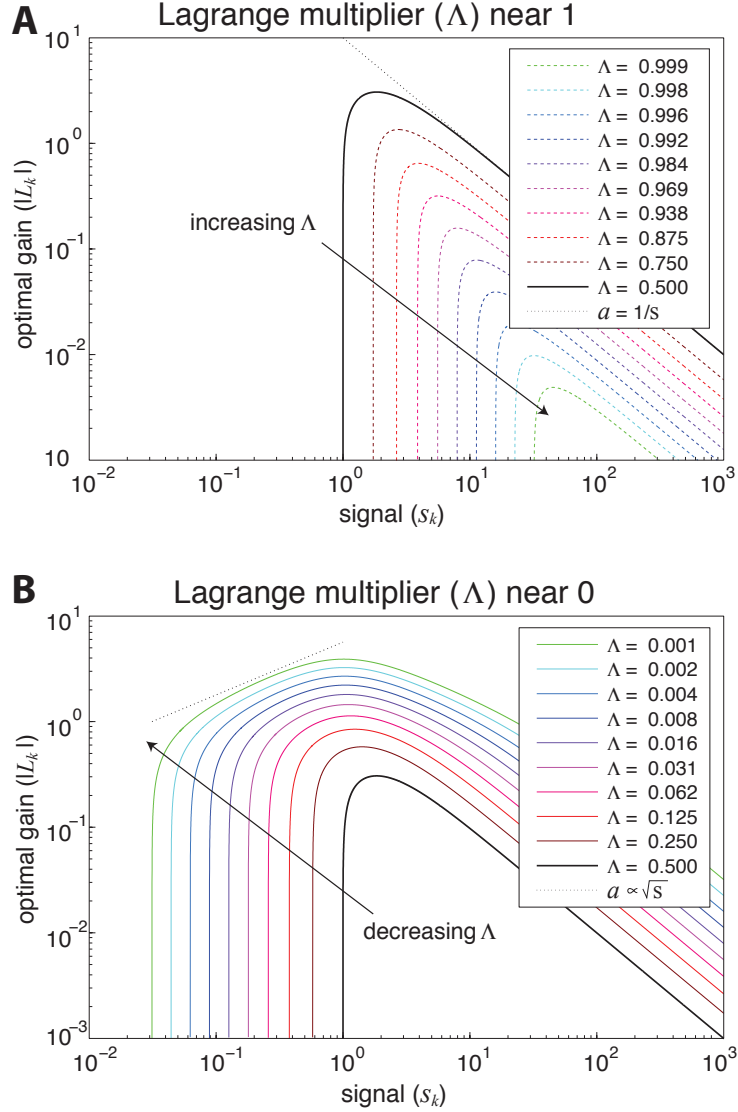 A
Lagrange multiplier (Λ) near 1
optimal gain (|L_k|)
10^1
10^0
10^-1
10^-2
10
increasing Λ
Λ = 0.999
Λ = 0.998
Λ = 0.996
Λ = 0.992
Λ = 0.984
Λ = 0.969
Λ = 0.938
Λ = 0.875
Λ = 0.750
Λ = 0.500
a = 1/s
10^-2 10^-1 10^0 10^1 10^2 10^3
signal (s_k)
B
Lagrange multiplier (Λ) near 0
optimal gain (|L_k|)
10^1
10^0
10^-1
10^-2
10^-3
decreasing Λ
Λ = 0.001
Λ = 0.002
Λ = 0.004
Λ = 0.008
Λ = 0.016
Λ = 0.031
Λ = 0.062
Λ = 0.125
Λ = 0.250
Λ = 0.500
a ∝ √s
10^-2 10^-1 10^0 10^1 10^2 10^3
signal (s_k)